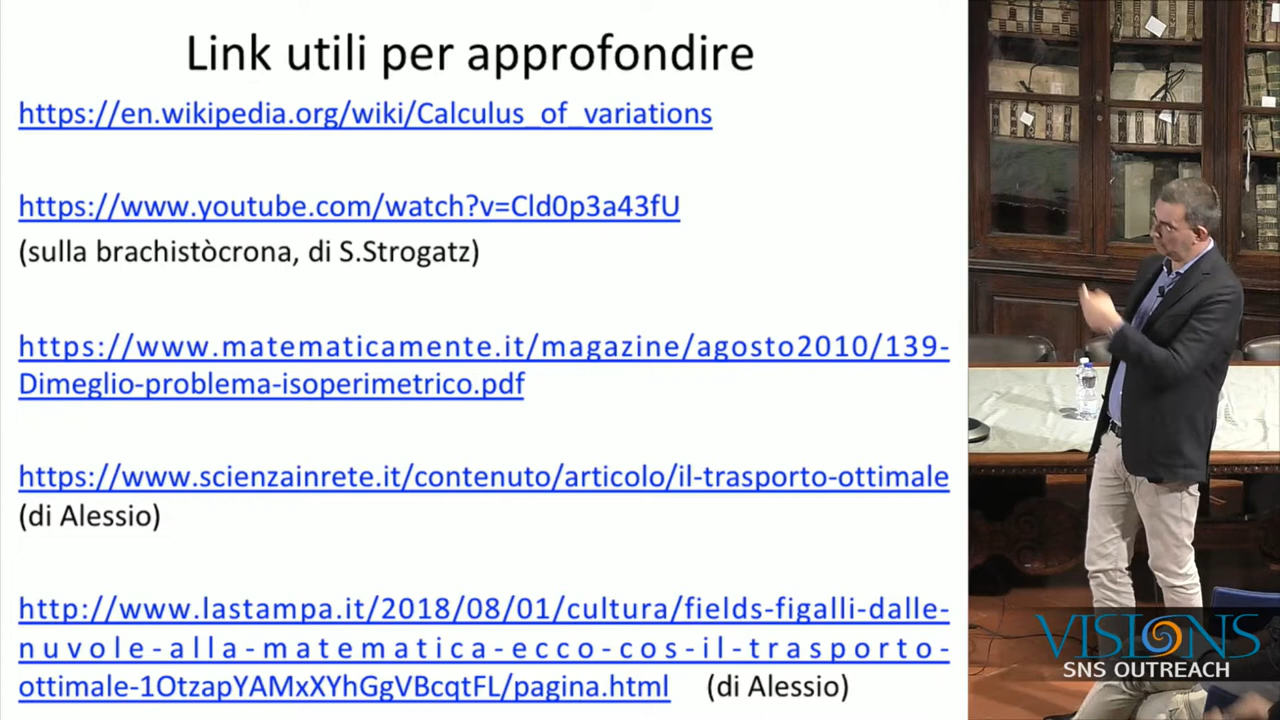 Link utili per approfondire
https://en.wikipedia.org/wiki/Calculus_of_variations
https://www.youtube.com/watch?v=Cld0p3a43fU
(sulla brachistòcrona, di S.Strogatz)
https://www.matematicamente.it/magazine/agosto2010/139-
Dimeglio-problema-isoperimetrico.pdf
https://www.scienzainrete.it/contenuto/articolo/il-trasporto-ottimale
(di Alessio)
http://www.lastampa.it/2018/08/01/cultura/fields-figalli-dalle-
nuvole-alla-matematica-ecco-cos-il-trasporto-
ottimale-1OtzapYAMxXYhGgVBcqtFL/pagina.html (di Alessio)
VISIONS
SNS OUTREACH